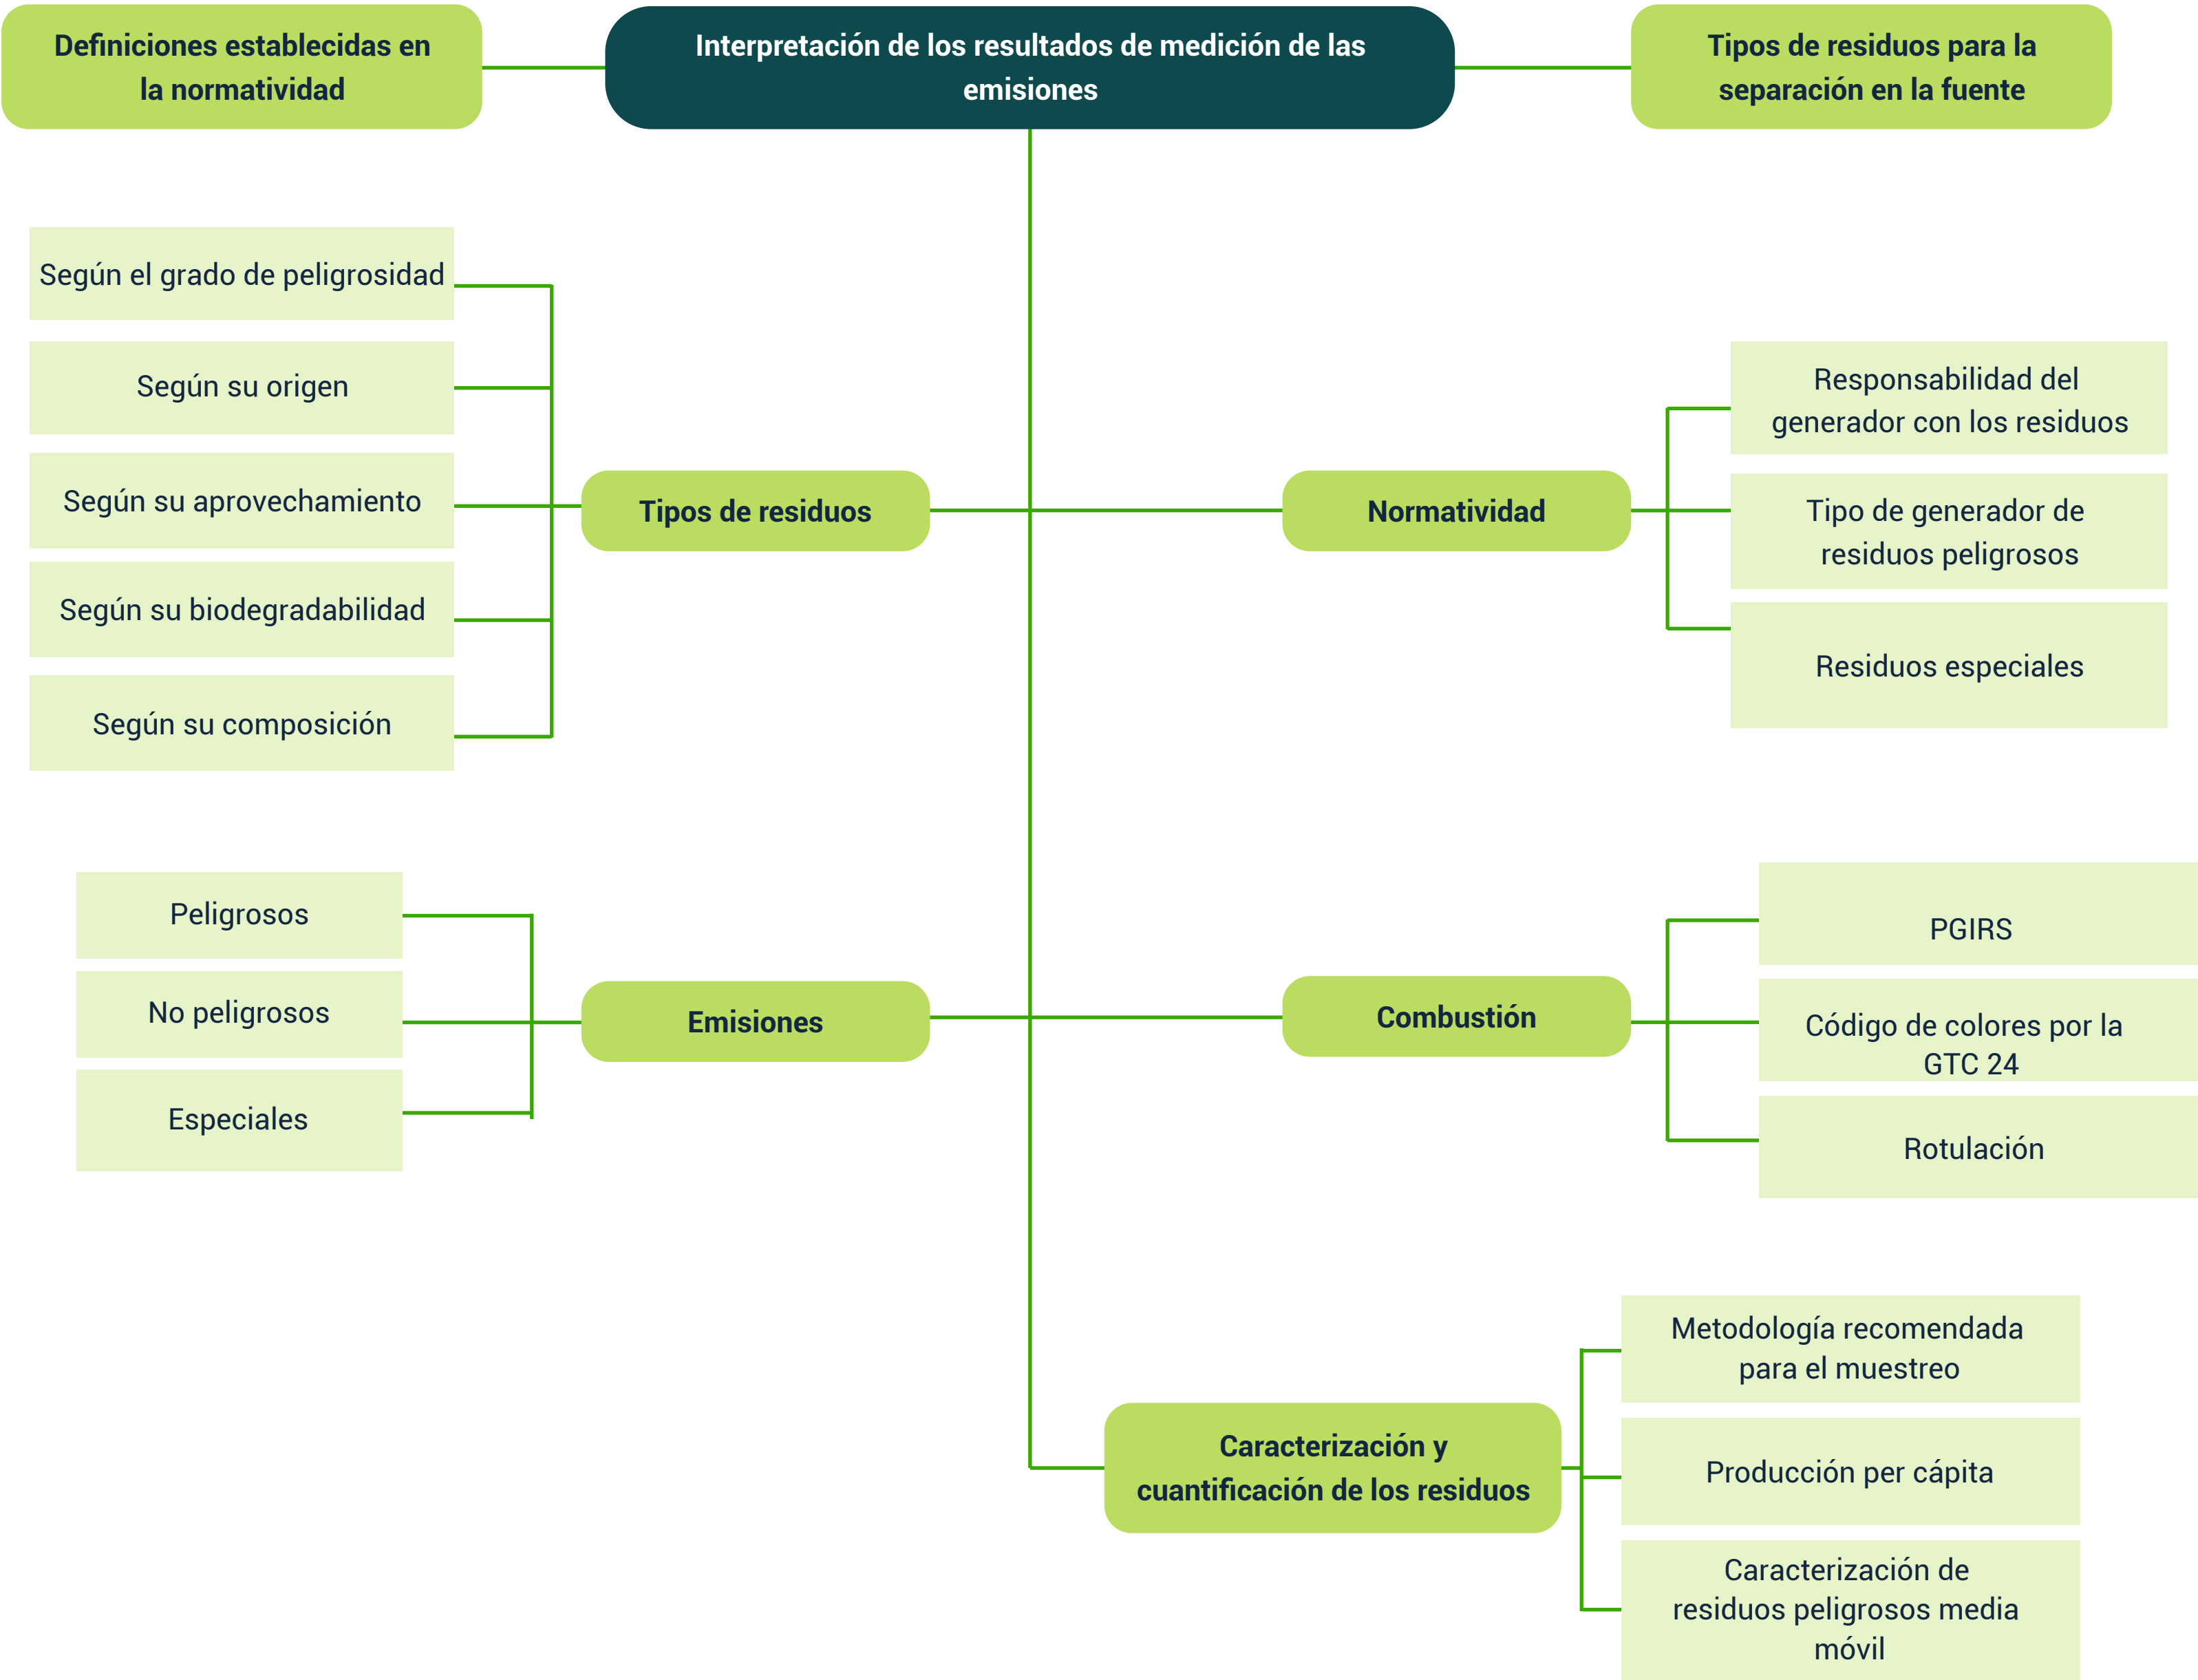 Definiciones establecidas en
la normatividad
Interpretación de los resultados de medición de las
emisiones
Tipos de residuos para la
separación en la fuente
Según el grado de peligrosidad
Según su origen
Según su aprovechamiento
Según su biodegradabilidad
Según su composición
Tipos de residuos
Normatividad
Responsabilidad del
generador con los residuos
Tipo de generador de
residuos peligrosos
Residuos especiales
Peligrosos
No peligrosos
Especiales
Emisiones
Combustión
PGIRS
Código de colores por la
GTC 24
Rotulación
Caracterización y
cuantificación de los residuos
Metodología recomendada
para el muestreo
Producción per cápita
Caracterización de
residuos peligrosos media
móvil